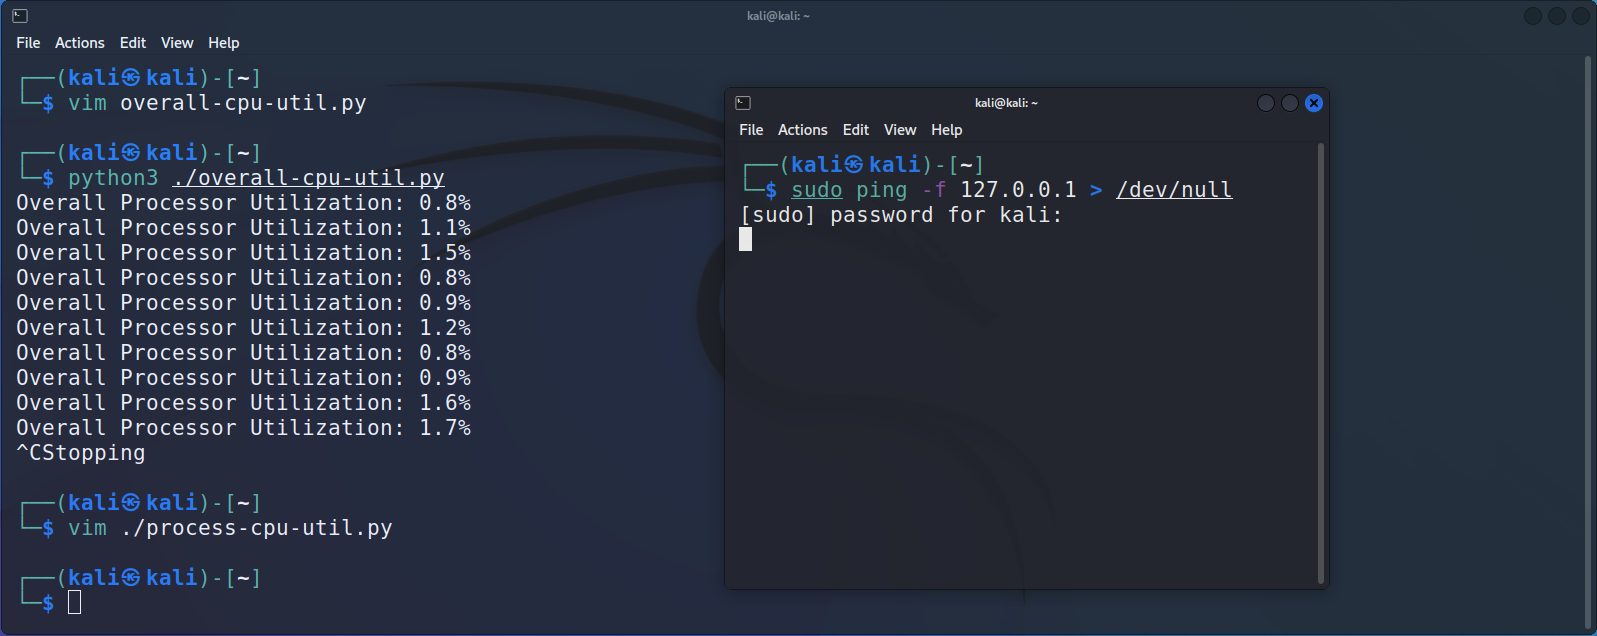 kali@kali: ~
File Actions Edit View Help
┌──(kali㉿kali)-[~]
└─$ vim overall-cpu-util.py
┌──(kali㉿kali)-[~]
└─$ python3 ./overall-cpu-util.py
Overall Processor Utilization: 0.8%
Overall Processor Utilization: 1.1%
Overall Processor Utilization: 1.5%
Overall Processor Utilization: 0.8%
Overall Processor Utilization: 0.9%
Overall Processor Utilization: 1.2%
Overall Processor Utilization: 0.8%
Overall Processor Utilization: 0.9%
Overall Processor Utilization: 1.6%
Overall Processor Utilization: 1.7%
^CStopping
┌──(kali㉿kali)-[~]
└─$ vim ./process-cpu-util.py
┌──(kali㉿kali)-[~]
└─$
kali@kali: ~
File Actions Edit View Help
┌──(kali㉿kali)-[~]
└─$ sudo ping -f 127.0.0.1 > /dev/null
[sudo] password for kali: